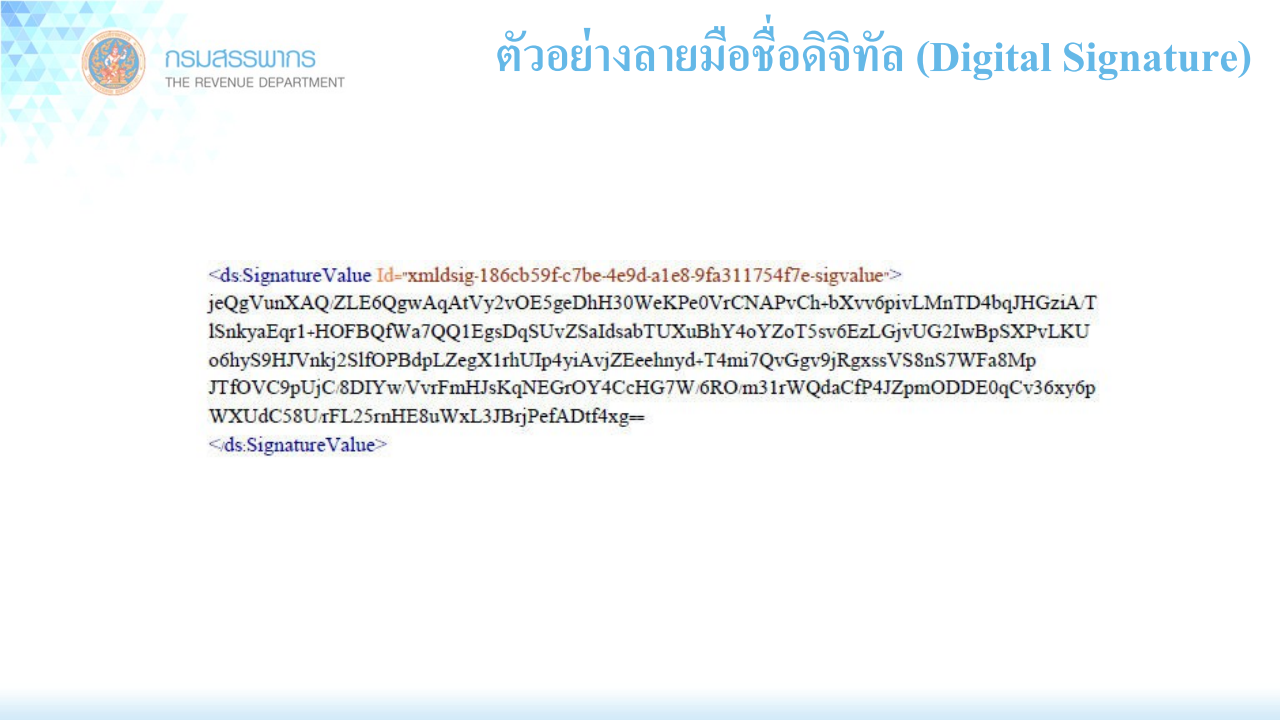 กรมสรรพากร
THE REVENUE DEPARTMENT
ตัวอย่างลายมือชื่อดิจิทัล (Digital Signature)
<ds:SignatureValue Id="xmldsig-186cb59f-c7be-4e9d-a1e8-9fa311754f7e-sigvalue">
jeQgVunXAQ/ZLE6QgwAqAtVy2vOE5geDhH30WeKPe0VrCNAPvCh+bXvv6pivLMnTD4bqJHGziA/T
lSnkyaEqr1+HOFBQfWa7QQ1EgsDqSUvZSaIdsabTUXuBhY4oYZoT5sv6EzLGjvUG2IwBpSXPvLKU
o6hyS9HJVnkj2SlfOPBdpLZegX1rhUIp4yiAvjZEeehnyd+T4mi7QvGgv9jRgxssVS8nS7WFa8Mp
JTfOVC9pUjC/8DIYw/VvrFmHJsKqNEGrOY4CcHG7W/6RO/m31rWQdaCfP4JZpmODDE0qCv36xy6p
WXUdC58U/rFL25rnHE8uWxL3JBrjPefADtf4xg==
</ds:SignatureValue>